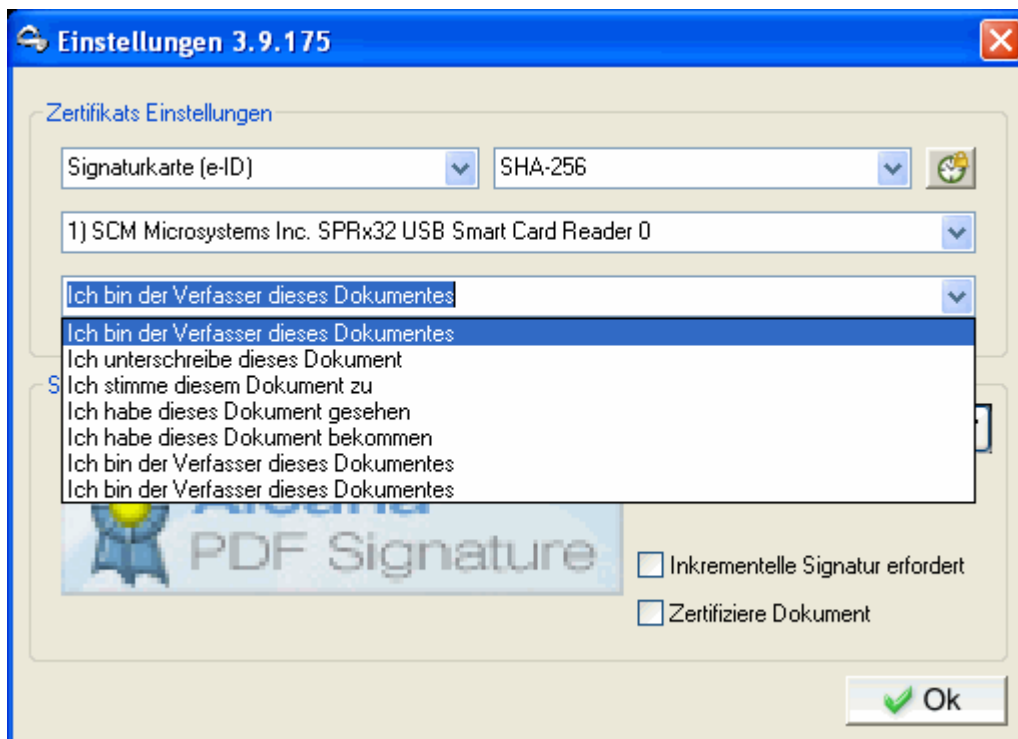 Einstellungen 3.9.175
Zertifikats Einstellungen
Signaturkarte (e-ID)
SHA-256
1) SCM Microsystems Inc. SPRx32 USB Smart Card Reader 0
Ich bin der Verfasser dieses Dokumentes
Ich bin der Verfasser dieses Dokumentes
Ich unterschreibe dieses Dokument
Ich stimme diesem Dokument zu
Ich habe dieses Dokument gesehen
Ich habe dieses Dokument bekommen
Ich bin der Verfasser dieses Dokumentes
Ich bin der Verfasser dieses Dokumentes
PDF Signature
Inkrementelle Signatur erfordert
Zertifiziere Dokument
Ok